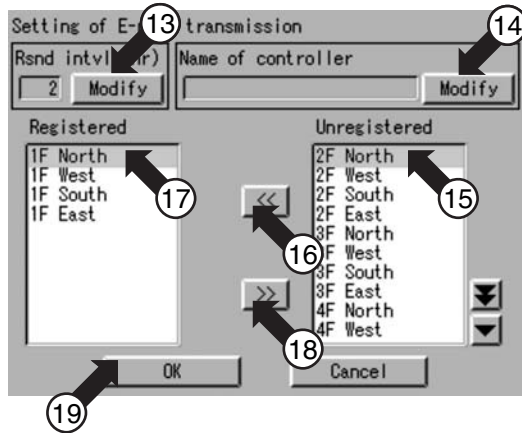 Setting of E- transmission
13
14
Rsnd intvl hr) Name of controller
2 Modify Modify
Registered Unregistered
1F North
1F West
1F South
1F East
17
<<
16
>>
18
2F North
2F West
2F South
2F East
3F North
3F West
3F South
3F East
4F North
4F West
15
OK Cancel
19